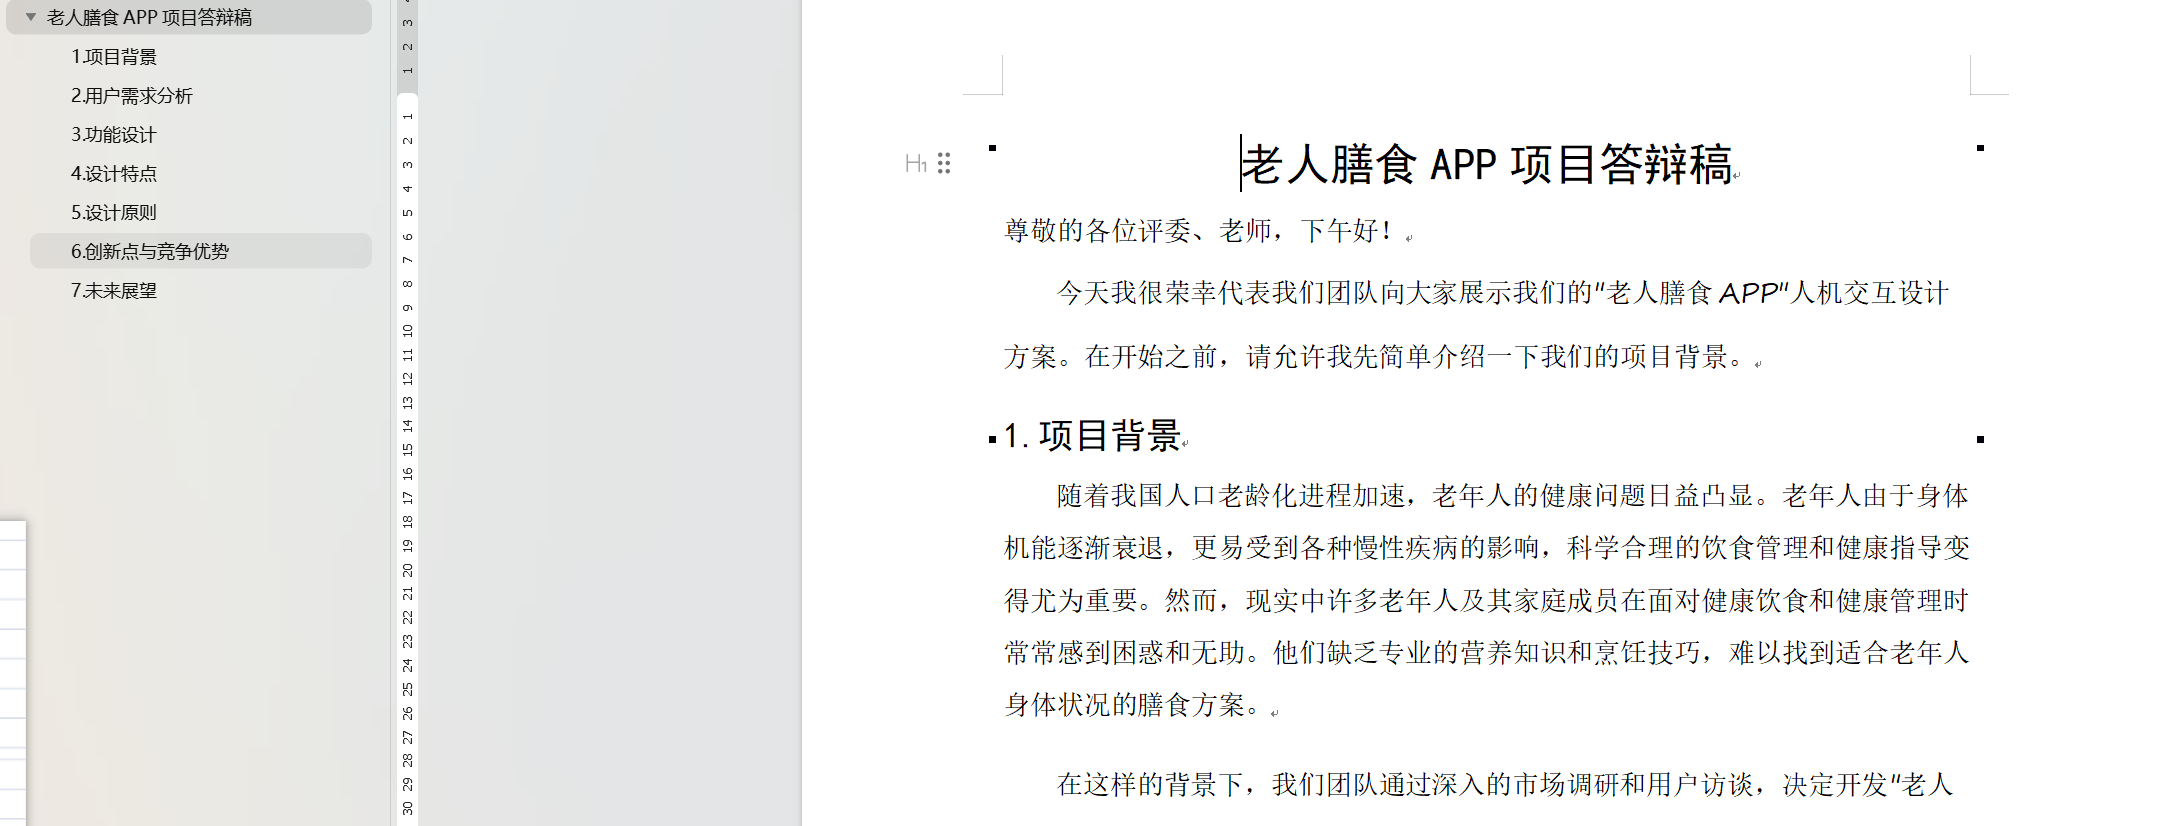 老人膳食 APP 项目答辩稿
1.项目背景
2.用户需求分析
3.功能设计
4.设计特点
5.设计原则
6.创新点与竞争优势
7.未来展望
3
2
1
1
2
3
4
5
6
7
8
9
10
11
12
13
14
15
16
17
18
19
20
21
22
23
24
25
26
27
28
29
30
H1
老人膳食 APP 项目答辩稿
尊敬的各位评委、老师，下午好！
今天我很荣幸代表我们团队向大家展示我们的"老人膳食 APP"人机交互设计
方案。在开始之前，请允许我先简单介绍一下我们的项目背景。
1.项目背景
随着我国人口老龄化进程加速，老年人的健康问题日益凸显。老年人由于身体
机能逐渐衰退，更易受到各种慢性疾病的影响，科学合理的饮食管理和健康指导变
得尤为重要。然而，现实中许多老年人及其家庭成员在面对健康饮食和健康管理时
常常感到困惑和无助。他们缺乏专业的营养知识和烹饪技巧，难以找到适合老年人
身体状况的膳食方案。
在这样的背景下，我们团队通过深入的市场调研和用户访谈，决定开发"老人